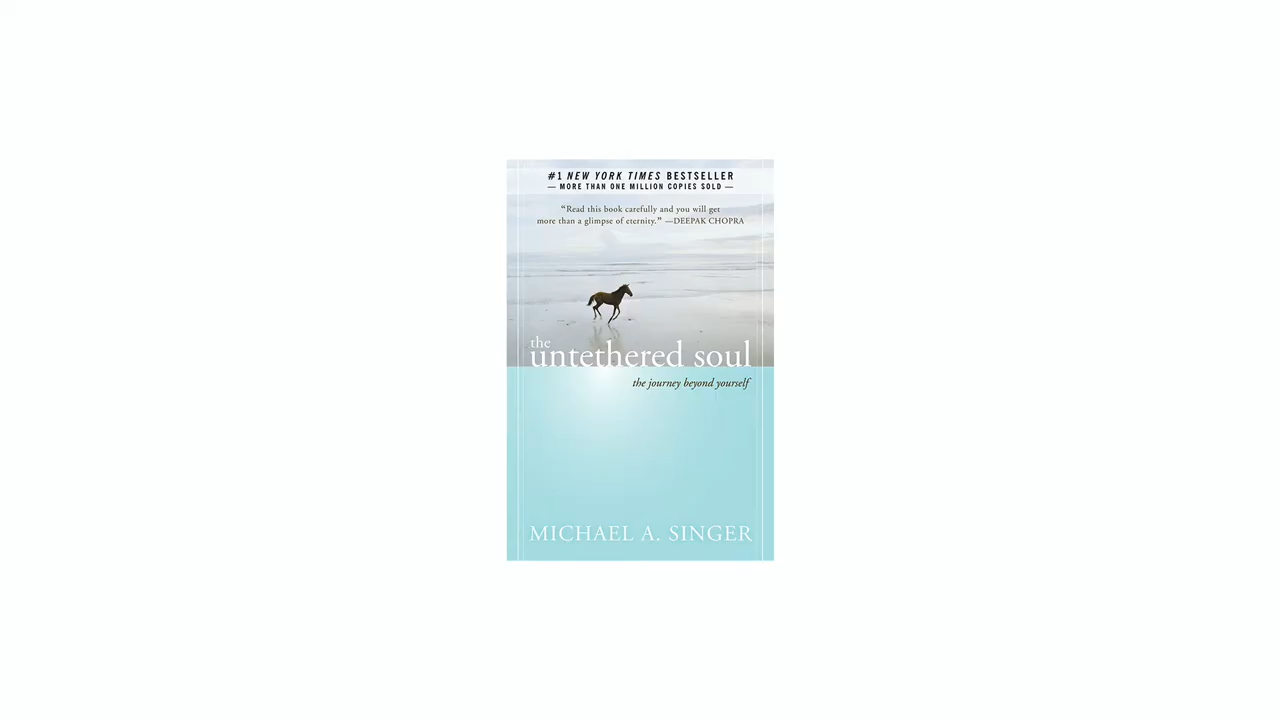 #1 NEW YORK TIMES BESTSELLER
— MORE THAN ONE MILLION COPIES SOLD —
“Read this book carefully and you will get
more than a glimpse of eternity.” —DEEPAK CHOPRA
the
untethered soul
the journey beyond yourself
MICHAEL A. SINGER